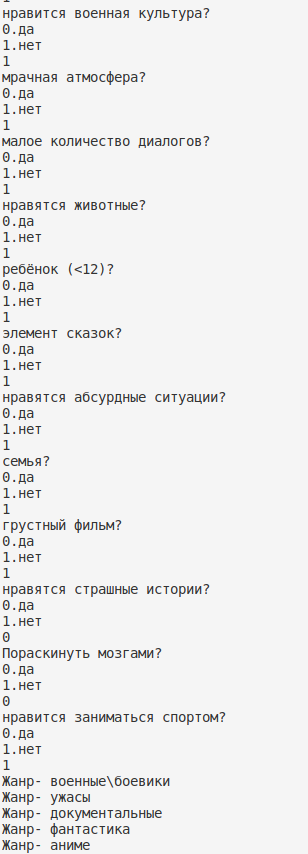 1
нравится военная культура?
0.да
1.нет
1
мрачная атмосфера?
0.да
1.нет
1
малое количество диалогов?
0.да
1.нет
1
нравятся животные?
0.да
1.нет
1
ребёнок (<12)?
0.да
1.нет
1
элемент сказок?
0.да
1.нет
1
нравятся абсурдные ситуации?
0.да
1.нет
1
семья?
0.да
1.нет
1
грустный фильм?
0.да
1.нет
1
нравятся страшные истории?
0.да
1.нет
0
Пораскинуть мозгами?
0.да
1.нет
0
нравится заниматься спортом?
0.да
1.нет
1
Жанр- военные\боевики
Жанр- ужасы
Жанр- документальные
Жанр- фантастика
Жанр- аниме